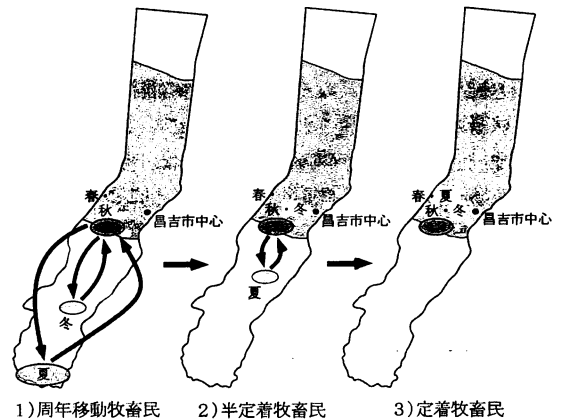 春
秋
昌吉市中心
冬
夏
春
秋・冬
昌吉市中心
夏
春 夏
秋・冬
昌吉市中心
1)周年移動牧畜民
2)半定着牧畜民
3)定着牧畜民